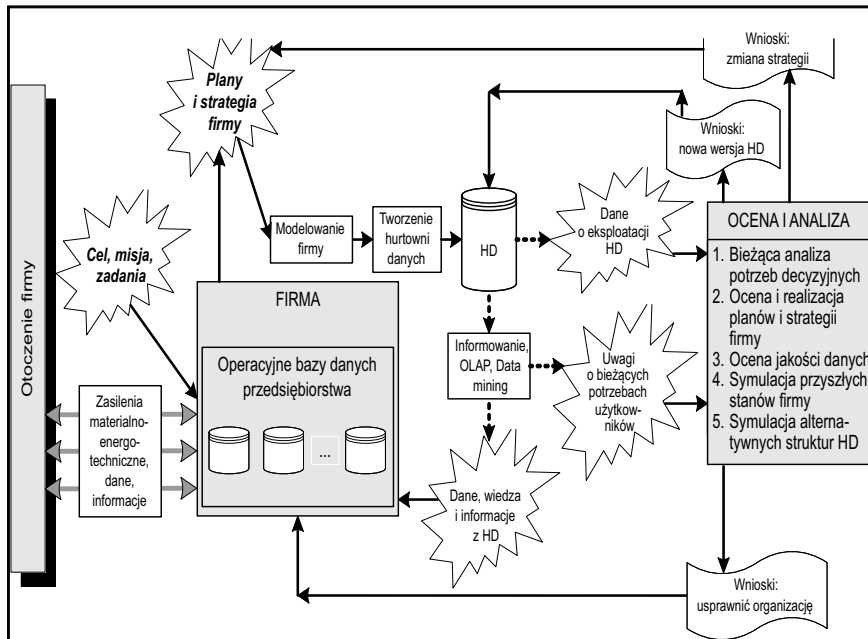 Wnioski:
zmiana strategii
Plany
i strategia
firmy
Wnioski:
nowa wersja HD
Modelowanie
firmy
Tworzenie
hurtowni
danych
HD
Dane
o eksploatacji
HD
OCENA I ANALIZA
1. Bieżąca analiza
potrzeb decyzyjnych
2. Ocena i realizacja
planów i strategii
firmy
3. Ocena jakości danych
4. Symulacja przyszłych
stanów firmy
5. Symulacja alterna-
tywnych struktur HD
Cel, misja,
zadania
Otoczenie firmy
FIRMA
Operacyjne bazy danych
przedsiębiorstwa
...
Informowanie,
OLAP, Data
mining
Uwagi
o bieżących
potrzebach
użytkow-
ników
Zasilenia
materialno-
energo-
techniczne,
dane,
informacje
Dane, wiedza
i informacje
z HD
Wnioski:
usprawnić organizację